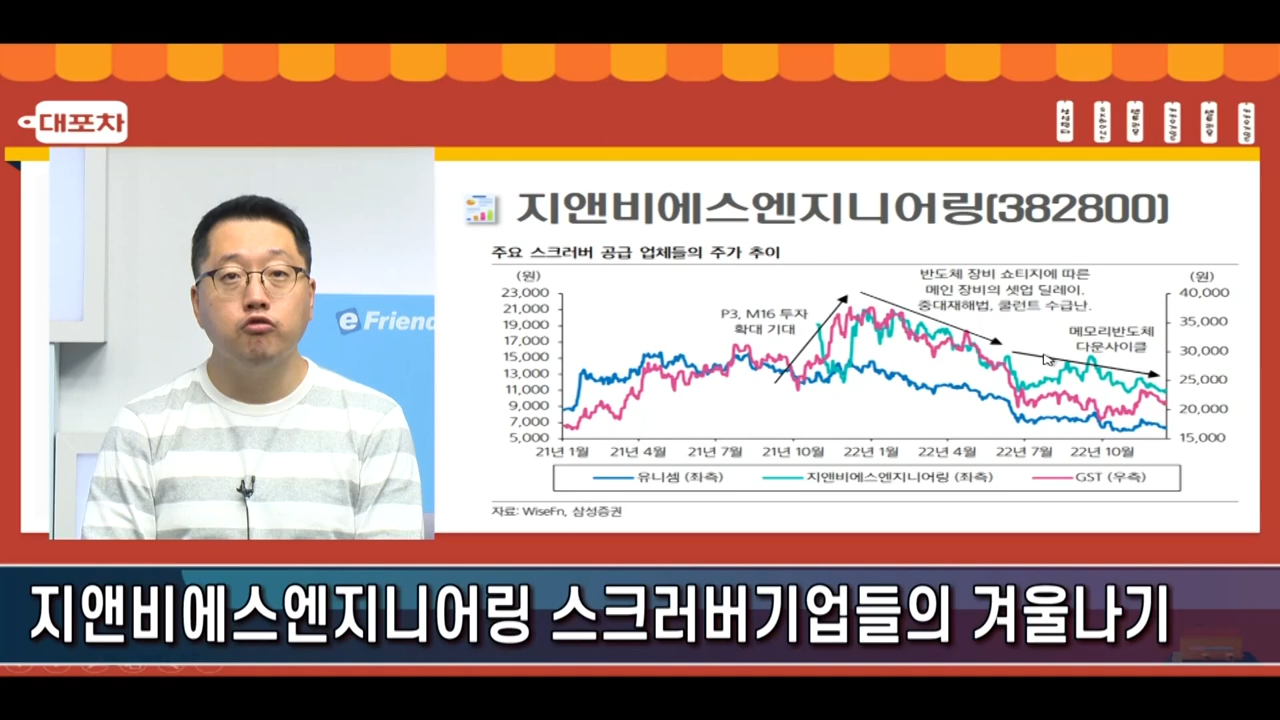 대포차
e Friend
지앤비에스엔지니어링(382800)
주요 스크러버 공급 업체들의 주가 추이
(원)
(원)
23,000
21,000
19,000
17,000
15,000
13,000
11,000
9,000
7,000
5,000
P3, M16 투자
확대 기대
반도체 장비 쇼티지에 따른
메인 장비의 셋업 딜레이.
중대재해법, 쿨런트 수급난.
메모리반도체
다운사이클
40,000
35,000
30,000
25,000
20,000
15,000
21년 1월 21년 4월 21년 7월 21년 10월 22년 1월 22년 4월 22년 7월 22년 10월
유니셈 (좌측) 지앤비에스엔지니어링 (좌측) GST (우측)
자료: WiseFn, 삼성증권
지앤비에스엔지니어링 스크러버기업들의 겨울나기